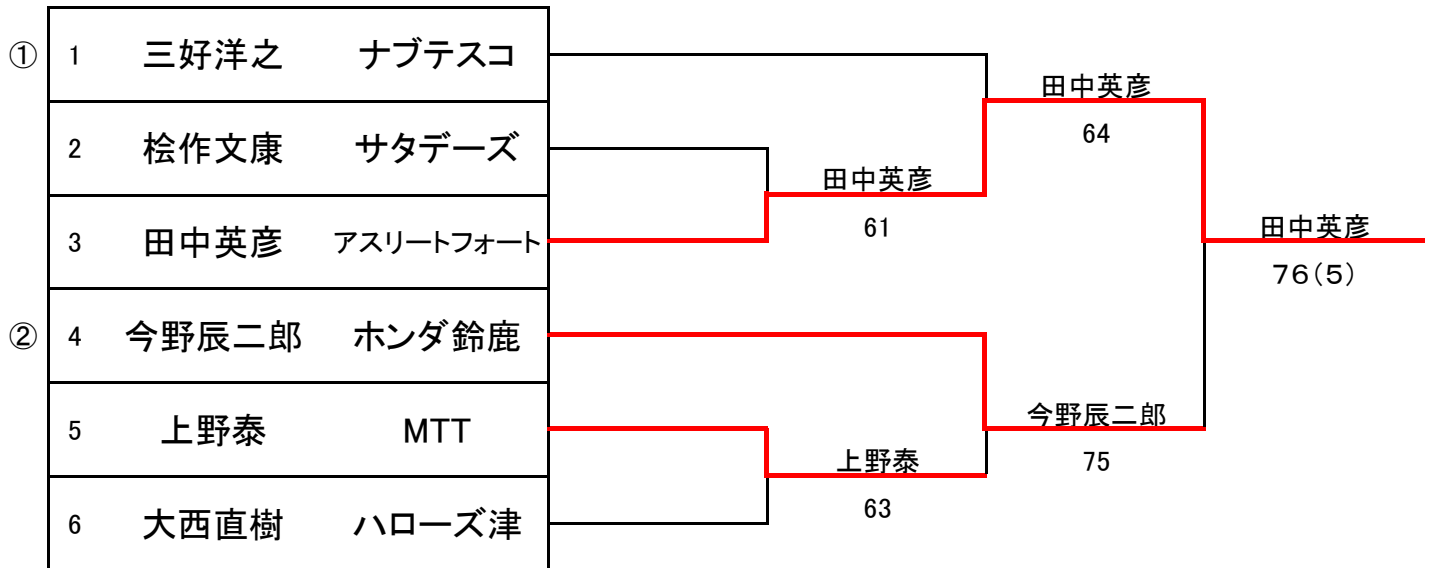 ① 1 三好洋之 ナブテスコ
田中英彦
64
2 桧作文康 サタデーズ
田中英彦
61
3 田中英彦 アスリートフォート
田中英彦
76(5)
② 4 今野辰二郎 ホンダ鈴鹿
今野辰二郎
75
5 上野泰 MTT
上野泰
63
6 大西直樹 ハローズ津